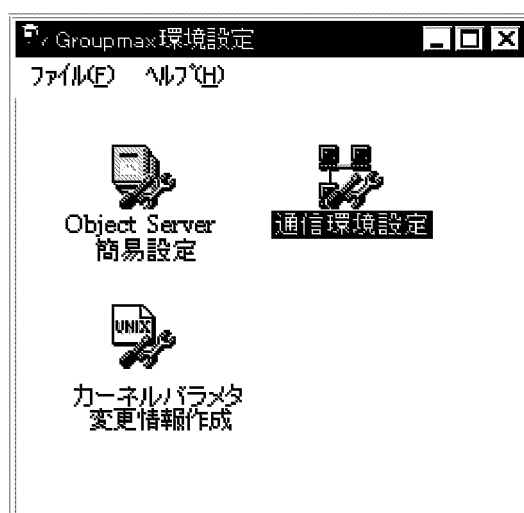 Groupmax環境設定
ファイル(F) ヘルプ(H)
Object Server
簡易設定
通信環境設定
UNIX
カーネルパラメタ
変更情報作成